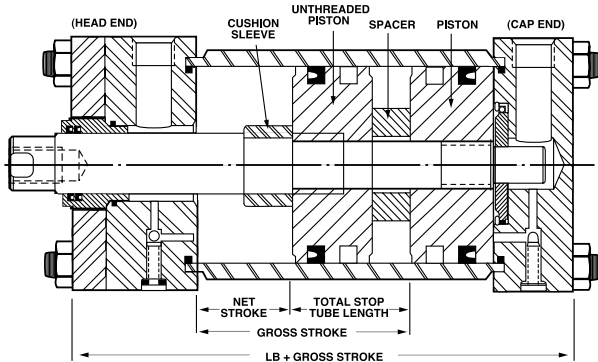 (HEAD END)
CUSHION
SLEEVE
UNTHREADED
PISTON
SPACER
PISTON
(CAP END)
NET
STROKE
TOTAL STOP
TUBE LENGTH
GROSS STROKE
LB + GROSS STROKE